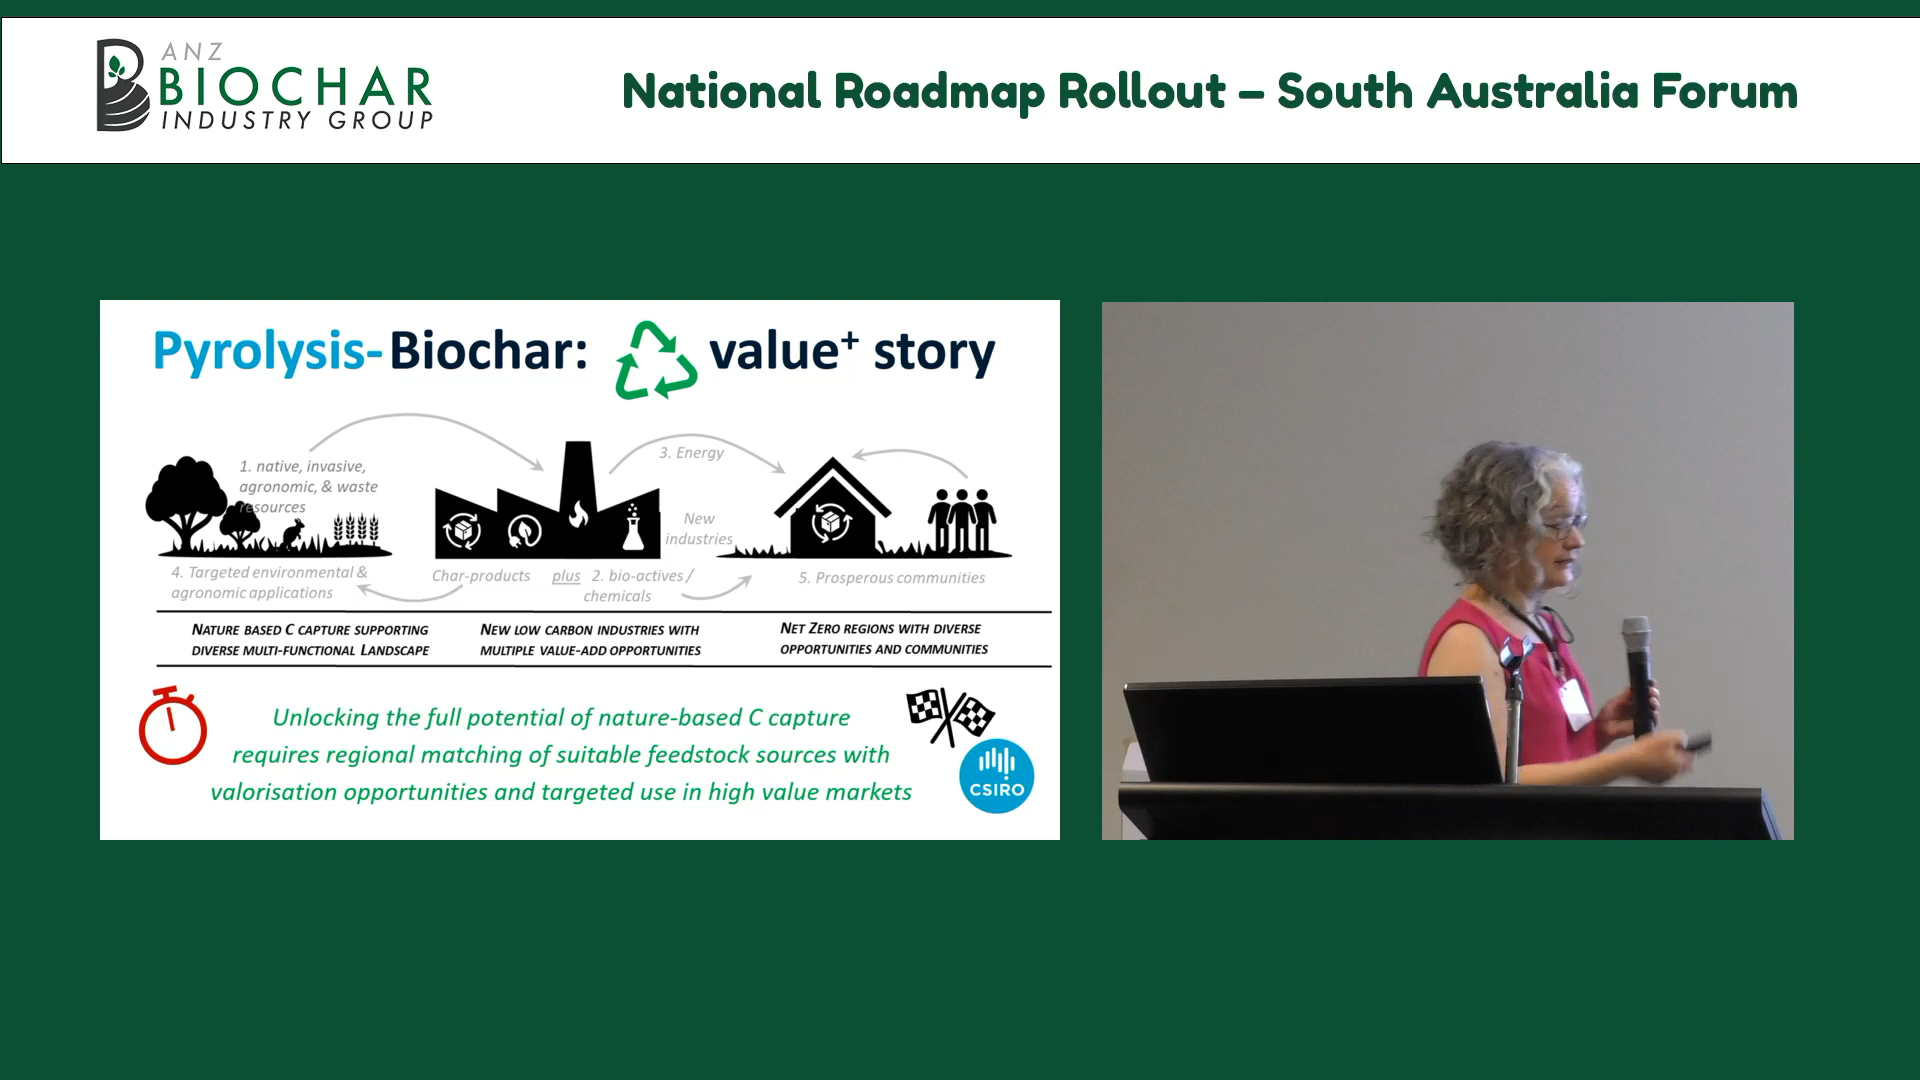 ANZ
BIOCHAR
INDUSTRY GROUP
National Roadmap Rollout – South Australia Forum
Pyrolysis-Biochar: value⁺ story
1. native, invasive,
agronomic, & waste
resources
3. Energy
New
industries
4. Targeted environmental &
agronomic applications
Char-products plus 2. bio-actives /
chemicals
5. Prosperous communities
NATURE BASED C CAPTURE SUPPORTING
DIVERSE MULTI-FUNCTIONAL LANDSCAPE
NEW LOW CARBON INDUSTRIES WITH
MULTIPLE VALUE-ADD OPPORTUNITIES
NET ZERO REGIONS WITH DIVERSE
OPPORTUNITIES AND COMMUNITIES
Unlocking the full potential of nature-based C capture
requires regional matching of suitable feedstock sources with
valorisation opportunities and targeted use in high value markets
CSIRO